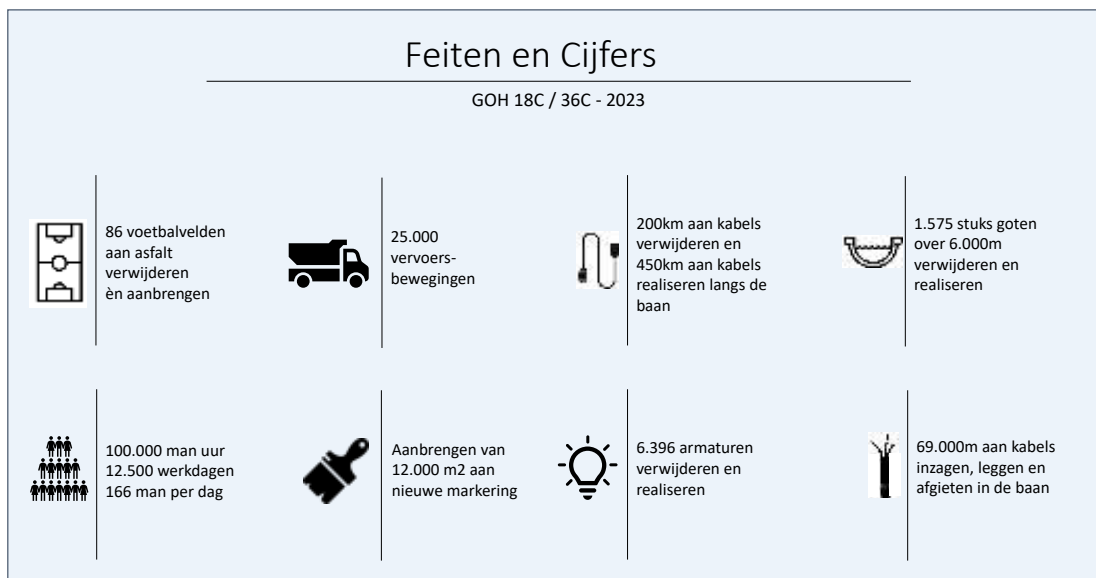 Feiten en Cijfers
GOH 18C / 36C - 2023
86 voetbalvelden
aan asfalt
verwijderen
èn aanbrengen
25.000
vervoers-
bewegingen
200km aan kabels
verwijderen en
450km aan kabels
realiseren langs de
baan
1.575 stuks goten
over 6.000m
verwijderen en
realiseren
100.000 man uur
12.500 werkdagen
166 man per dag
Aanbrengen van
12.000 m2 aan
nieuwe markering
6.396 armaturen
verwijderen en
realiseren
69.000m aan kabels
inzagen, leggen en
afgieten in de baan